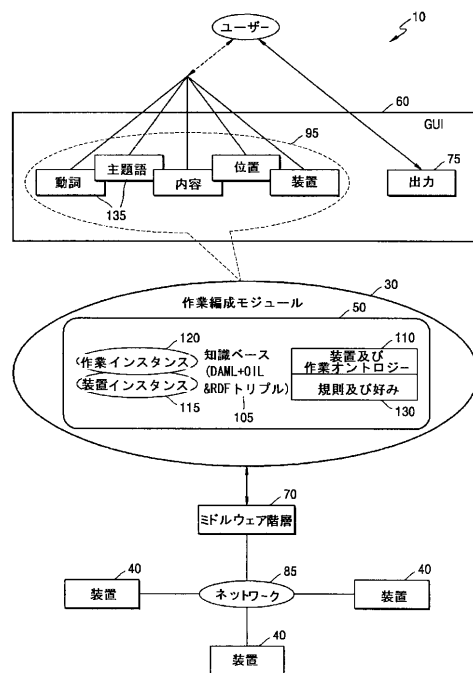 10
ユーザー
60
GUI
95
75
動詞
主題語
内容
位置
装置
出力
135
30
作業編成モジュール
50
120
作業インスタンス
装置インスタンス
115
知識ベース
(DAML+OIL
&RDFトリプル)
105
110
装置及び
作業オントロジー
規則及び好み
130
70
ミドルウェア階層
85
ネットワーク
40
装置
40
装置
40
装置